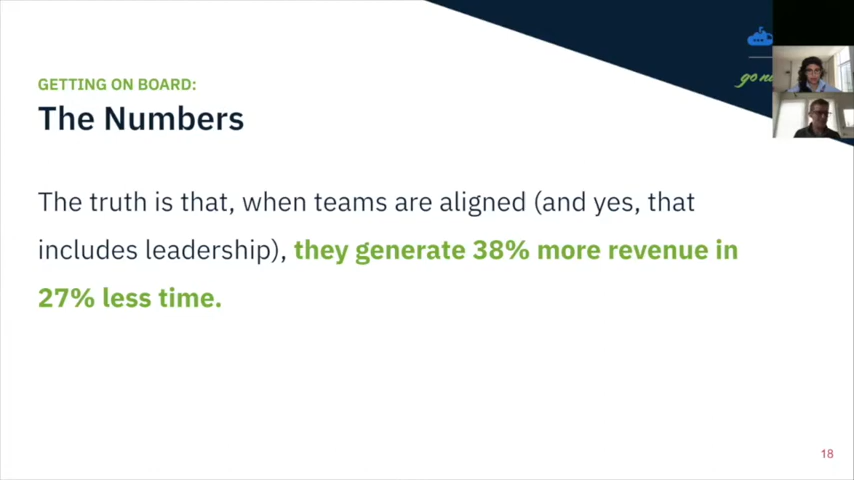 GETTING ON BOARD:
The Numbers
The truth is that, when teams are aligned (and yes, that
includes leadership), they generate 38% more revenue in
27% less time.
18